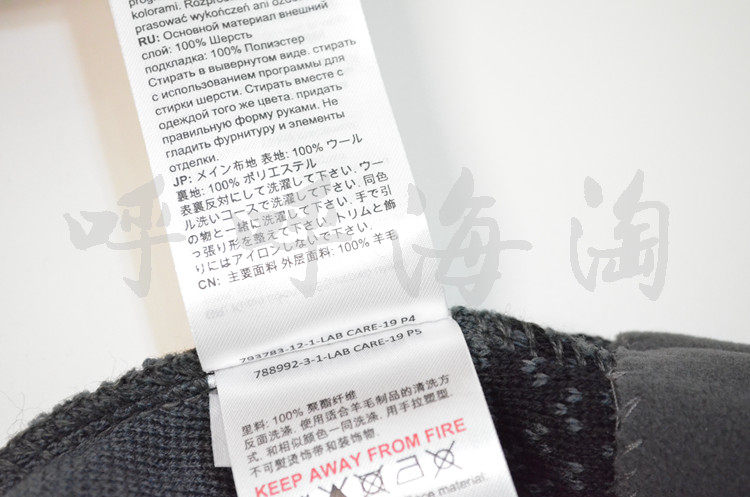 kolorami. Rozpro
prasować wykończeń ani ozd
RU: Основной материал внешний
слой: 100% Шерсть
подкладка: 100% Полиэстер
Стирать в вывернутом виде. стирать
с использованием программы для
стирки шерсти. Стирать вместе с
одеждой того же цвета. придать
правильную форму руками. Не
гладить фурнитуру и элементы
отделки.
JP: メイン布地 表地: 100% ウール
裏地: 100% ポリエステル
表裏反対にして洗濯して下さい. ウー
ル洗いコースで洗濯して下さい. 同色
の物と一緒に洗濯して下さい. 手で引
っ張り形を整えて下さい. トリムと飾
りにはアイロンしないで下さい.
CN: 主要面料 外层面料: 100% 羊毛
呼呼海淘
793783-12-1-LAB CARE-19 P4
788992-3-1-LAB CARE-19 P5
里料: 100% 聚酯纤维
反面洗涤. 使用适合羊毛制品的清洗方
式. 和相似颜色一同洗涤. 用手拉塑型.
不可熨烫饰带和装饰物.
KEEP AWAY FROM FIRE